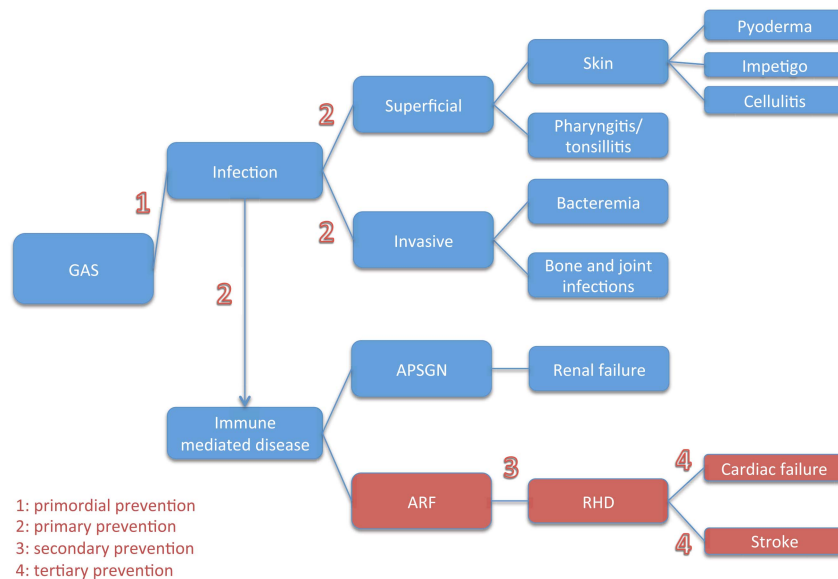 Pyoderma
Skin
Impetigo
2
Superficial
Cellulitis
Pharyngitis/
tonsillitis
Infection
1
Bacteremia
2
Invasive
GAS
Bone and joint
infections
2
APSGN
Renal failure
Immune
mediated disease
3
4
Cardiac failure
ARF
RHD
4
Stroke
1: primordial prevention
2: primary prevention
3: secondary prevention
4: tertiary prevention